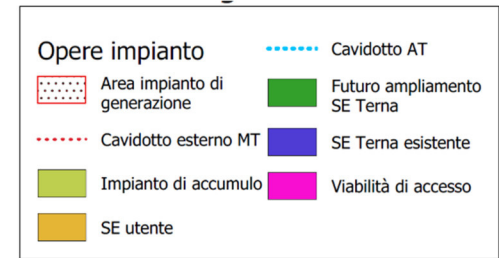 Opere impianto
Area impianto di
generazione
Cavidotto esterno MT
Impianto di accumulo
SE utente
Cavidotto AT
Futuro ampliamento
SE Terna
SE Terna esistente
Viabilità di accesso